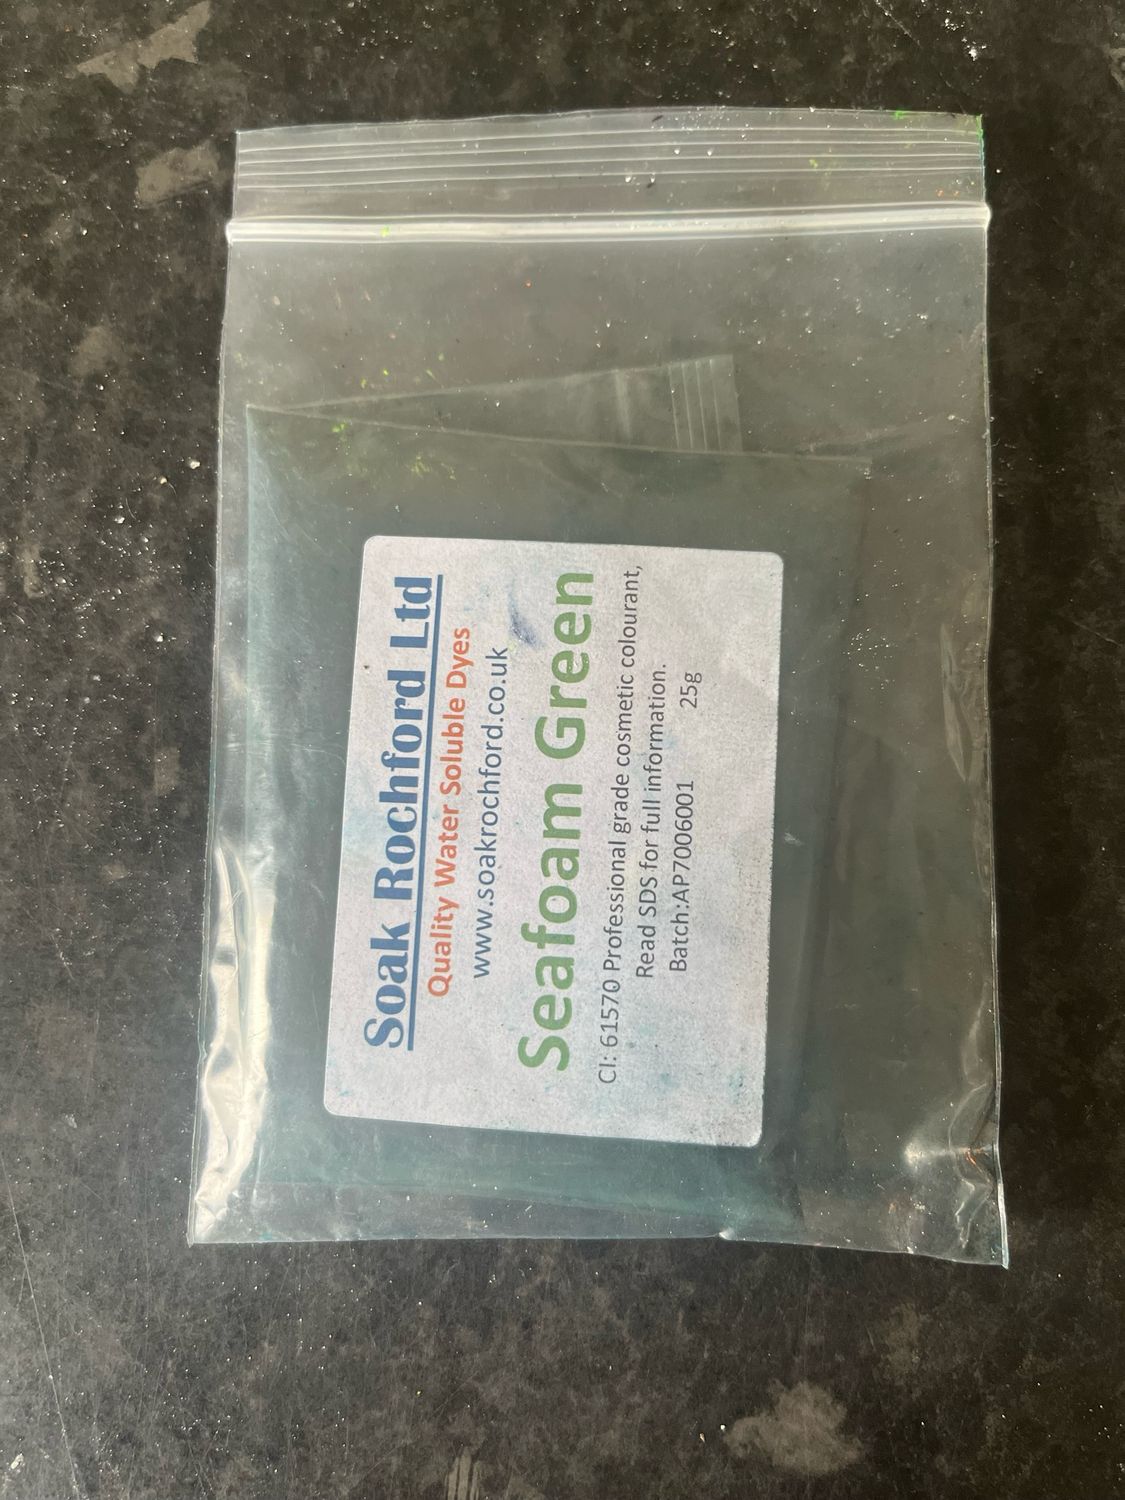 Soak Rochford Ltd
Quality Water Soluble Dyes
www.soakrochford.co.uk
Seafoam Green
CI: 61570 Professional grade cosmetic colourant,
Read SDS for full information.
Batch:AP7006001 25g